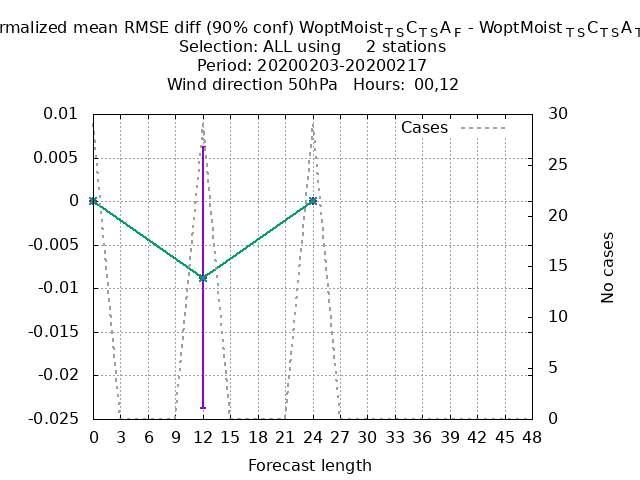 rmalized mean RMSE diff (90% conf) WoptMoistTSCTSAF - WoptMoistTSCTSAT
Selection: ALL using 2 stations
Period: 20200203-20200217
Wind direction 50hPa Hours: 00,12
Cases
0.01
0.005
0
-0.005
-0.01
-0.015
-0.02
-0.025
30
25
20
15
10
5
0
No cases
0 3 6 9 12 15 18 21 24 27 30 33 36 39 42 45 48
Forecast length